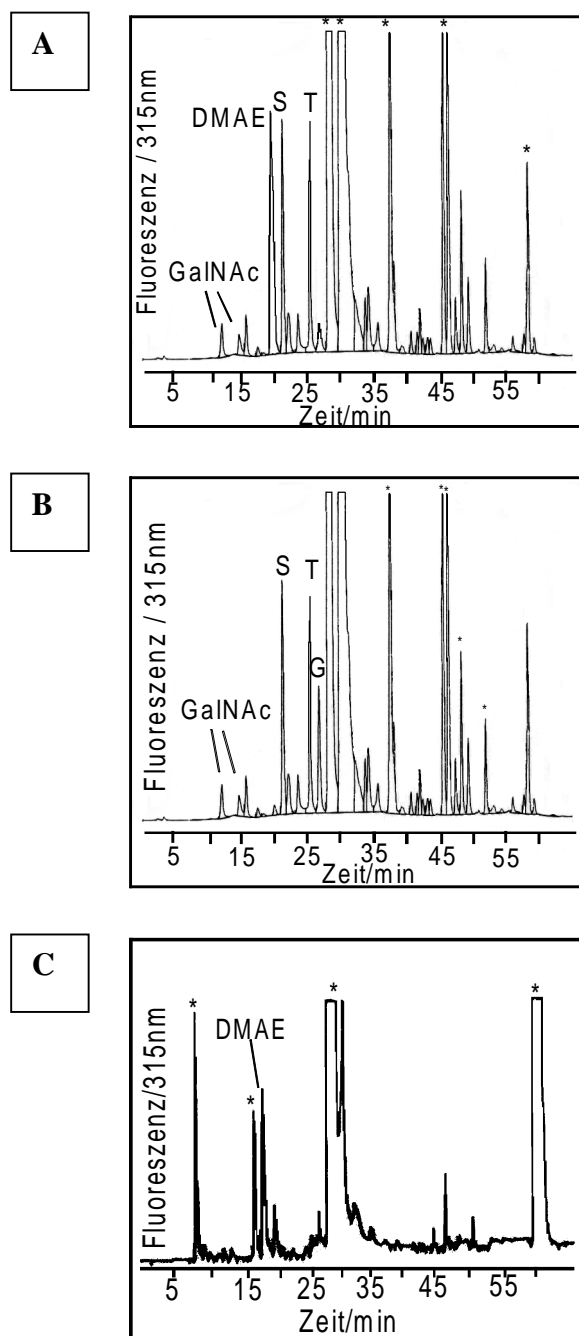 A
* * * *
DMAE S T
*
GalNAc
Fluoreszenz / 315nm
5 15 25 35 45 55
Zeit/min
B
* * *
S T
G
*
GalNAc
*
Fluoreszenz / 315nm
5 15 25 35 45 55
Zeit/min
C
* * *
DMAE
*
Fluoreszenz/315nm
5 15 25 35 45 55
Zeit/min